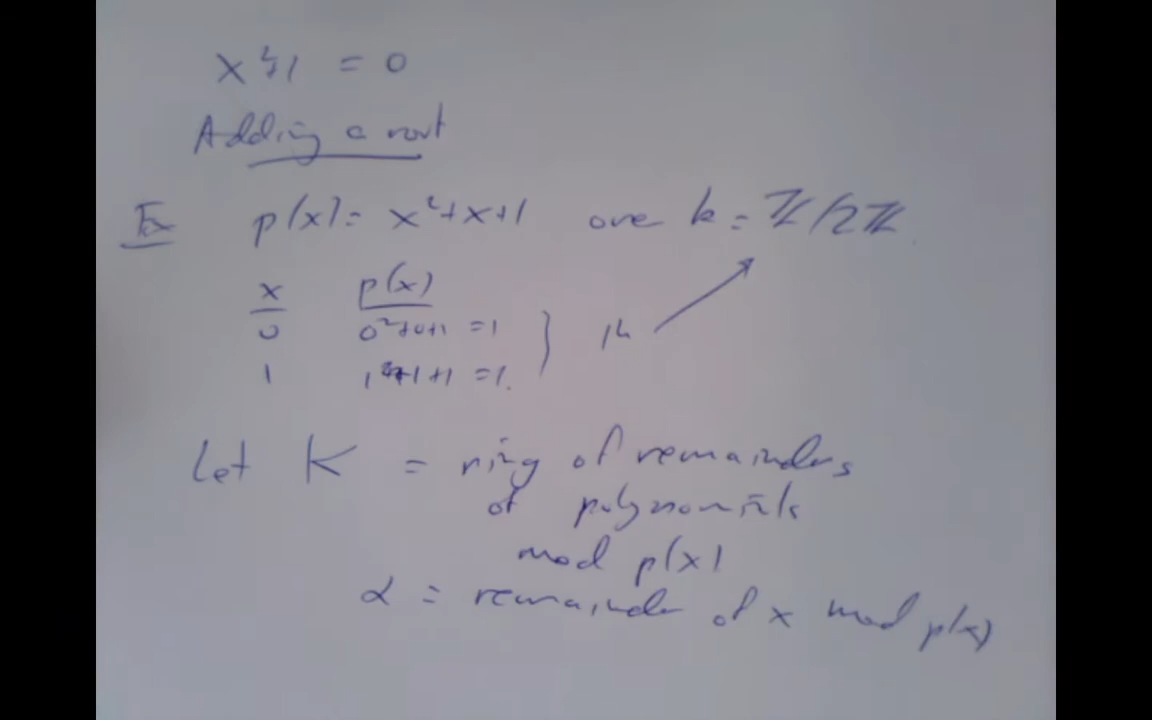 x²+1 = 0
Adding a root
Ex p(x) = x²+x+1 over k = ℤ/2ℤ
x p(x)
0 0²+0+1 = 1
1 1²+1+1 = 1.
Let K = ring of remainders
of polynomials
mod p(x)
α = remainder of x mod p(x)